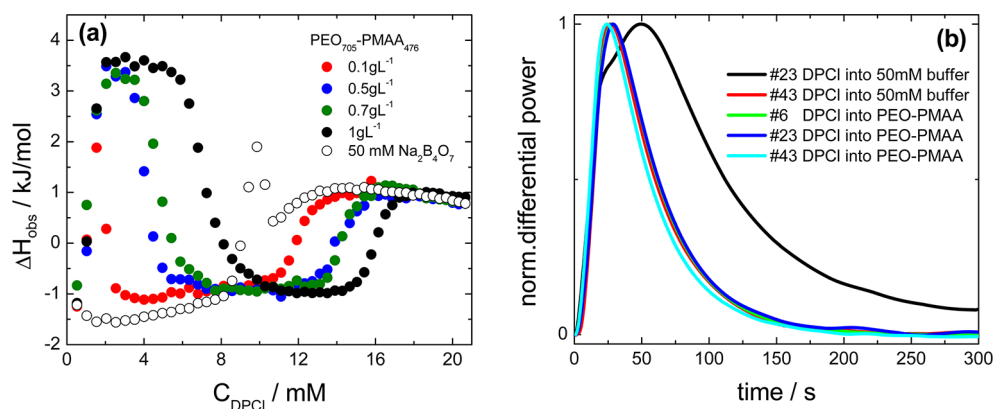 (a)
PEO₇₀₅-PMAA₄₇₆
0.1gL⁻¹
0.5gL⁻¹
0.7gL⁻¹
1gL⁻¹
50 mM Na₂B₄O₇
5
4
3
2
1
0
-1
-2
ΔH_obs / kJ/mol
0 4 8 12 16 20
C_DPCl / mM
(b)
#23 DPCl into 50mM buffer
#43 DPCl into 50mM buffer
#6 DPCl into PEO-PMAA
#23 DPCl into PEO-PMAA
#43 DPCl into PEO-PMAA
1
0
norm.differential power
0 50 100 150 200 250 300
time / s